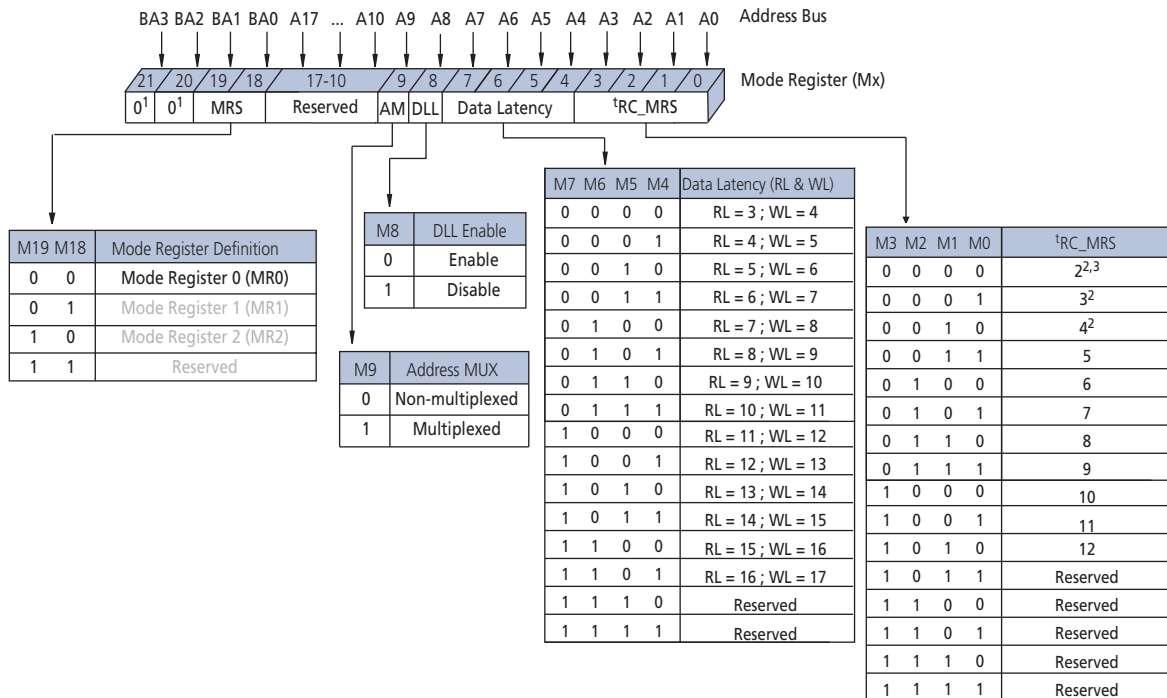 BA3 BA2 BA1 BA0 A17 ... A10 A9 A8 A7 A6 A5 A4 A3 A2 A1 A0 Address Bus
21 20 19 18 17-10 9 8 7 6 5 4 3 2 1 0 Mode Register (Mx)
0¹ 0¹ MRS Reserved AM DLL Data Latency ᵗRC_MRS
M19 M18 Mode Register Definition
0 0 Mode Register 0 (MR0)
0 1 Mode Register 1 (MR1)
1 0 Mode Register 2 (MR2)
1 1 Reserved
M8 DLL Enable
0 Enable
1 Disable
M9 Address MUX
0 Non-multiplexed
1 Multiplexed
M7 M6 M5 M4 Data Latency (RL & WL)
0 0 0 0 RL = 3 ; WL = 4
0 0 0 1 RL = 4 ; WL = 5
0 0 1 0 RL = 5 ; WL = 6
0 0 1 1 RL = 6 ; WL = 7
0 1 0 0 RL = 7 ; WL = 8
0 1 0 1 RL = 8 ; WL = 9
0 1 1 0 RL = 9 ; WL = 10
0 1 1 1 RL = 10 ; WL = 11
1 0 0 0 RL = 11 ; WL = 12
1 0 0 1 RL = 12 ; WL = 13
1 0 1 0 RL = 13 ; WL = 14
1 0 1 1 RL = 14 ; WL = 15
1 1 0 0 RL = 15 ; WL = 16
1 1 0 1 RL = 16 ; WL = 17
1 1 1 0 Reserved
1 1 1 1 Reserved
M3 M2 M1 M0 ᵗRC_MRS
0 0 0 0 2²,³
0 0 0 1 3²
0 0 1 0 4²
0 0 1 1 5
0 1 0 0 6
0 1 0 1 7
0 1 1 0 8
0 1 1 1 9
1 0 0 0 10
1 0 0 1 11
1 0 1 0 12
1 0 1 1 Reserved
1 1 0 0 Reserved
1 1 0 1 Reserved
1 1 1 0 Reserved
1 1 1 1 Reserved